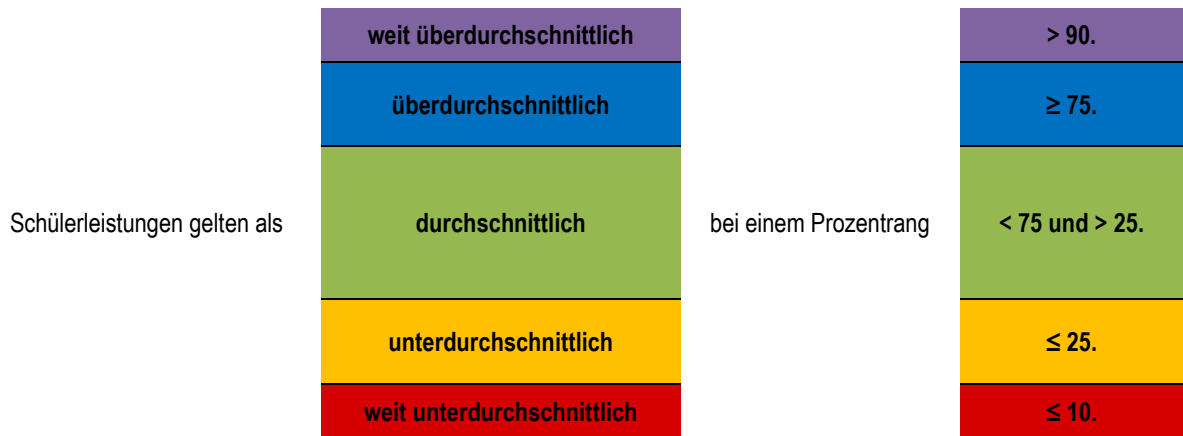 weit überdurchschnittlich > 90.
überdurchschnittlich ≥ 75.
Schülerleistungen gelten als durchschnittlich bei einem Prozentrang < 75 und > 25.
unterdurchschnittlich ≤ 25.
weit unterdurchschnittlich ≤ 10.